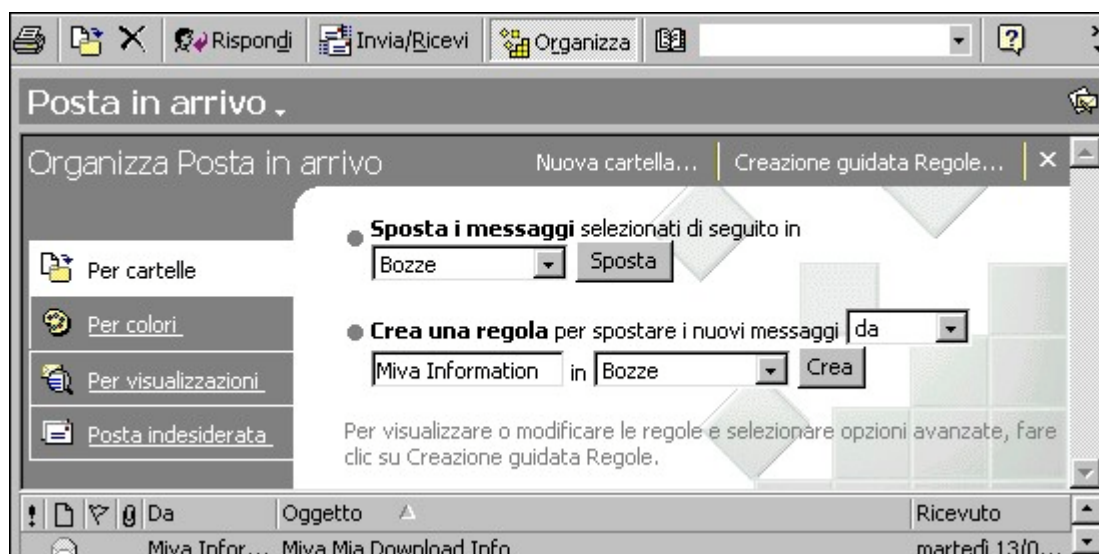 Rispondi Invia/Ricevi Organizza
Posta in arrivo
Organizza Posta in arrivo Nuova cartella... Creazione guidata Regole...
Sposta i messaggi selezionati di seguito in
Bozze Sposta
Per cartelle
Per colori
Crea una regola per spostare i nuovi messaggi da
Miva Information in Bozze Crea
Per visualizzazioni
Posta indesiderata
Per visualizzare o modificare le regole e selezionare opzioni avanzate, fare
clic su Creazione guidata Regole.
Da Oggetto Ricevuto
Miva Infor... Miva Mia Download Info martedì 13/0...